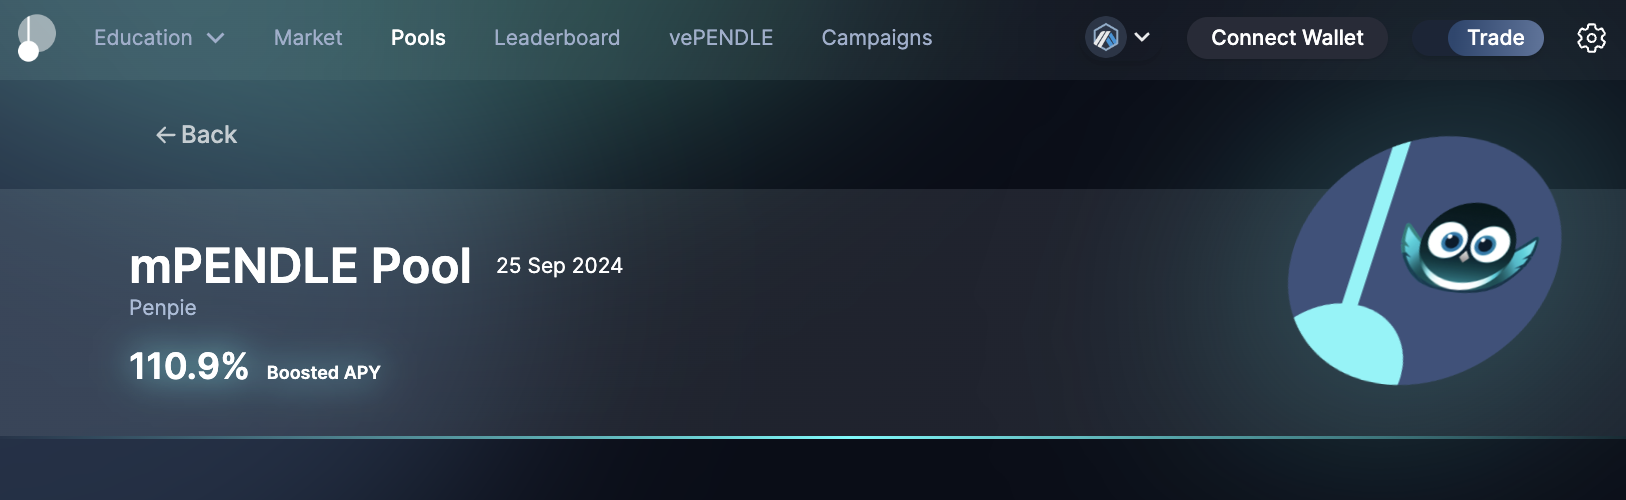 Education Market Pools Leaderboard vePENDLE Campaigns Connect Wallet Trade
← Back
mPENDLE Pool 25 Sep 2024
Penpie
110.9% Boosted APY